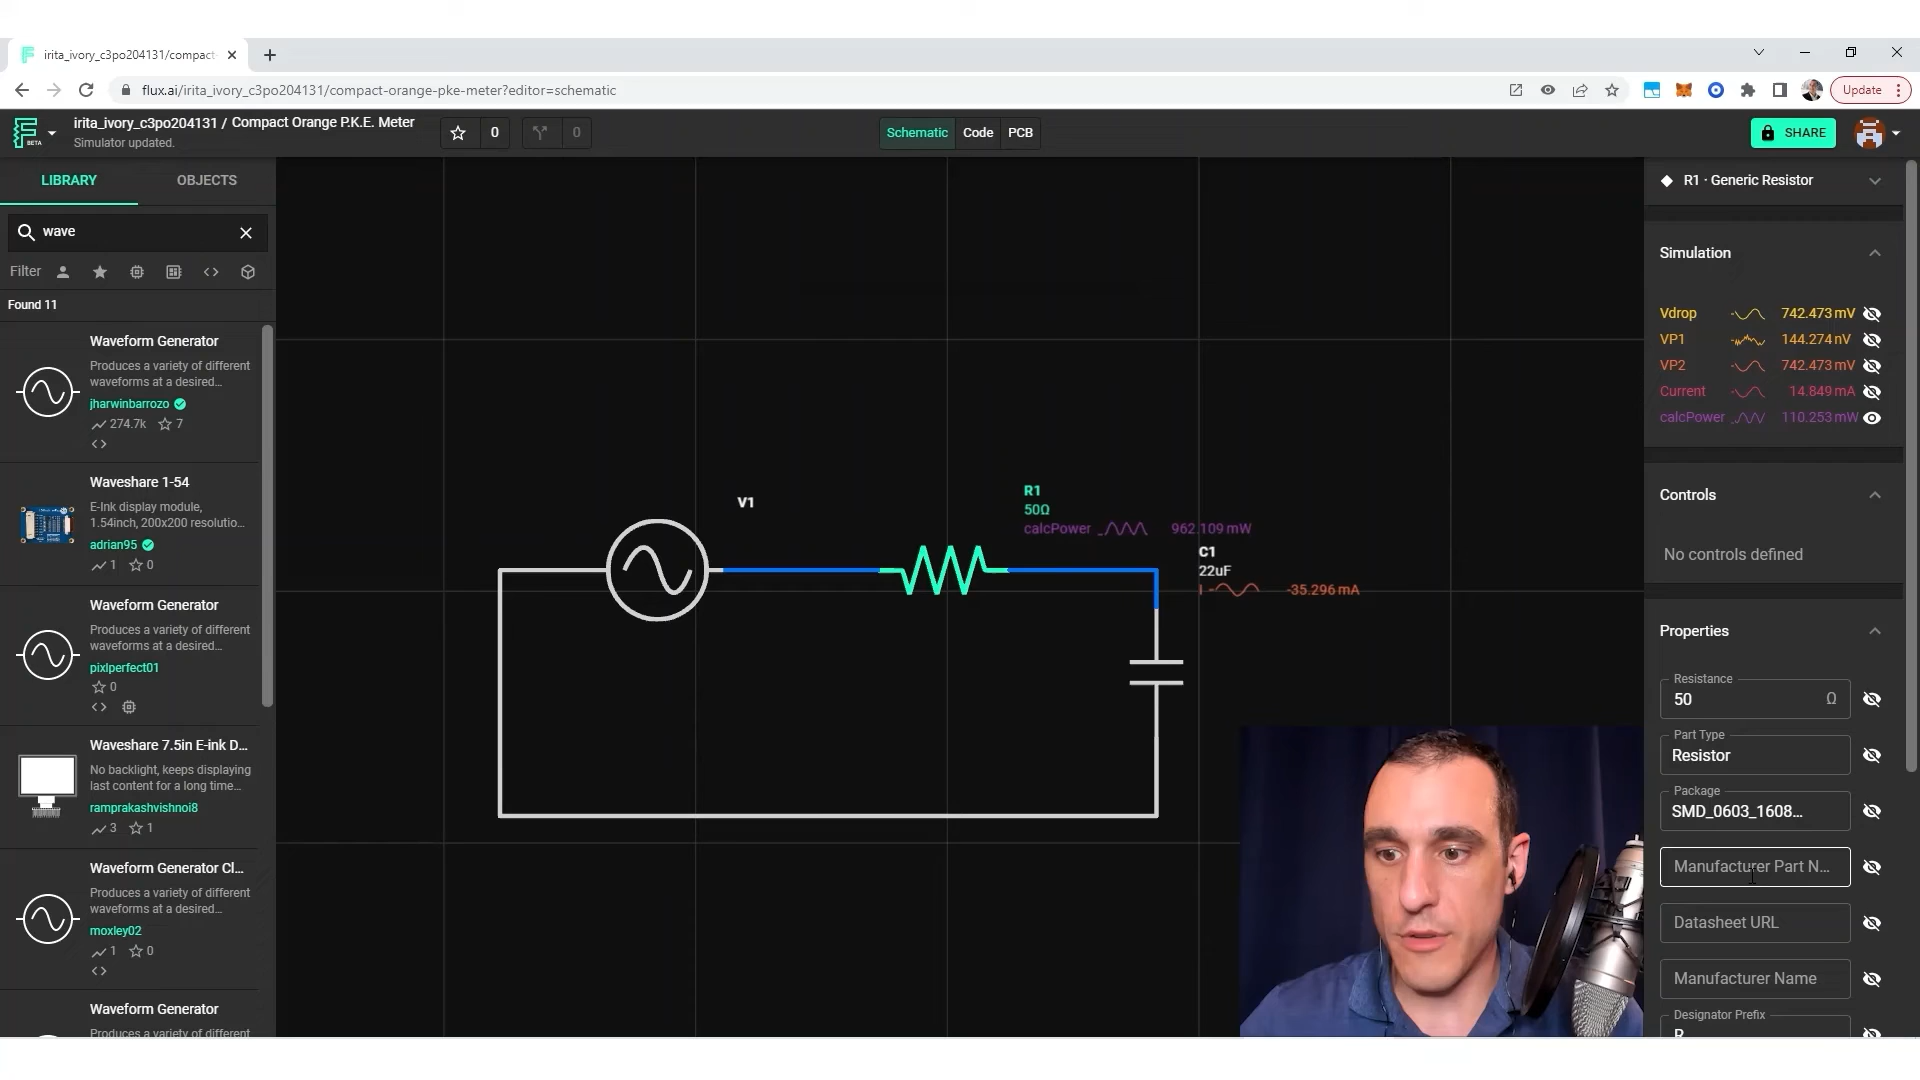 irita_ivory_c3po204131/compact-
flux.ai/irita_ivory_c3po204131/compact-orange-pke-meter?editor=schematic
Update
BETA
irita_ivory_c3po204131 / Compact Orange P.K.E. Meter
Simulator updated.
0
0
Schematic
Code
PCB
SHARE
LIBRARY
OBJECTS
wave
Filter
Found 11
Waveform Generator
Produces a variety of different
waveforms at a desired...
jharwinbarrozo
274.7k
7
Waveshare 1-54
E-Ink display module,
1.54inch, 200x200 resolutio...
adrian95
1
0
Waveform Generator
Produces a variety of different
waveforms at a desired...
pixlperfect01
0
Waveshare 7.5in E-ink D...
No backlight, keeps displaying
last content for a long time...
ramprakashvishnoi8
3
1
Waveform Generator Cl...
Produces a variety of different
waveforms at a desired...
moxley02
1
0
Waveform Generator
Produces a variety of different
V1
R1
50Ω
calcPower 962.109 mW
C1
22uF
I -35.296 mA
R1 · Generic Resistor
Simulation
Vdrop 742.473 mV
VP1 144.274 nV
VP2 742.473 mV
Current 14.849 mA
calcPower 110.253 mW
Controls
No controls defined
Properties
Resistance
50 Ω
Part Type
Resistor
Package
SMD_0603_1608...
Manufacturer Part N...
Datasheet URL
Manufacturer Name
Designator Prefix
R